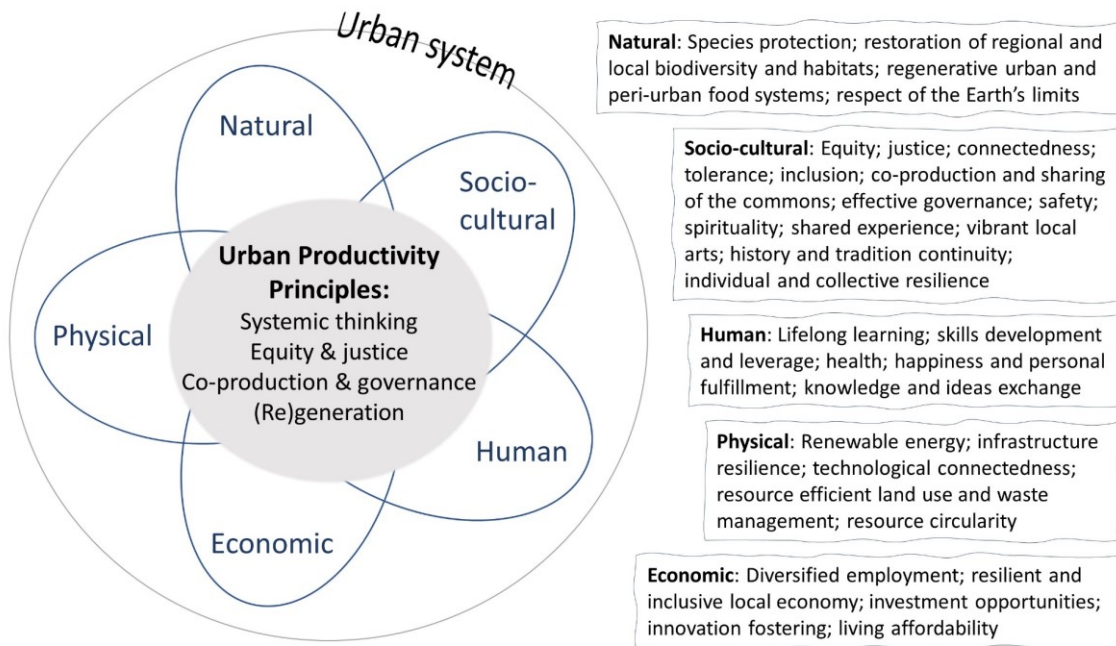 Urban system
Natural
Socio-
cultural
Urban Productivity
Principles:
Systemic thinking
Equity & justice
Co-production & governance
(Re)generation
Physical
Human
Economic
Natural: Species protection; restoration of regional and
local biodiversity and habitats; regenerative urban and
peri-urban food systems; respect of the Earth's limits
Socio-cultural: Equity; justice; connectedness;
tolerance; inclusion; co-production and sharing
of the commons; effective governance; safety;
spirituality; shared experience; vibrant local
arts; history and tradition continuity;
individual and collective resilience
Human: Lifelong learning; skills development
and leverage; health; happiness and personal
fulfillment; knowledge and ideas exchange
Physical: Renewable energy; infrastructure
resilience; technological connectedness;
resource efficient land use and waste
management; resource circularity
Economic: Diversified employment; resilient and
inclusive local economy; investment opportunities;
innovation fostering; living affordability